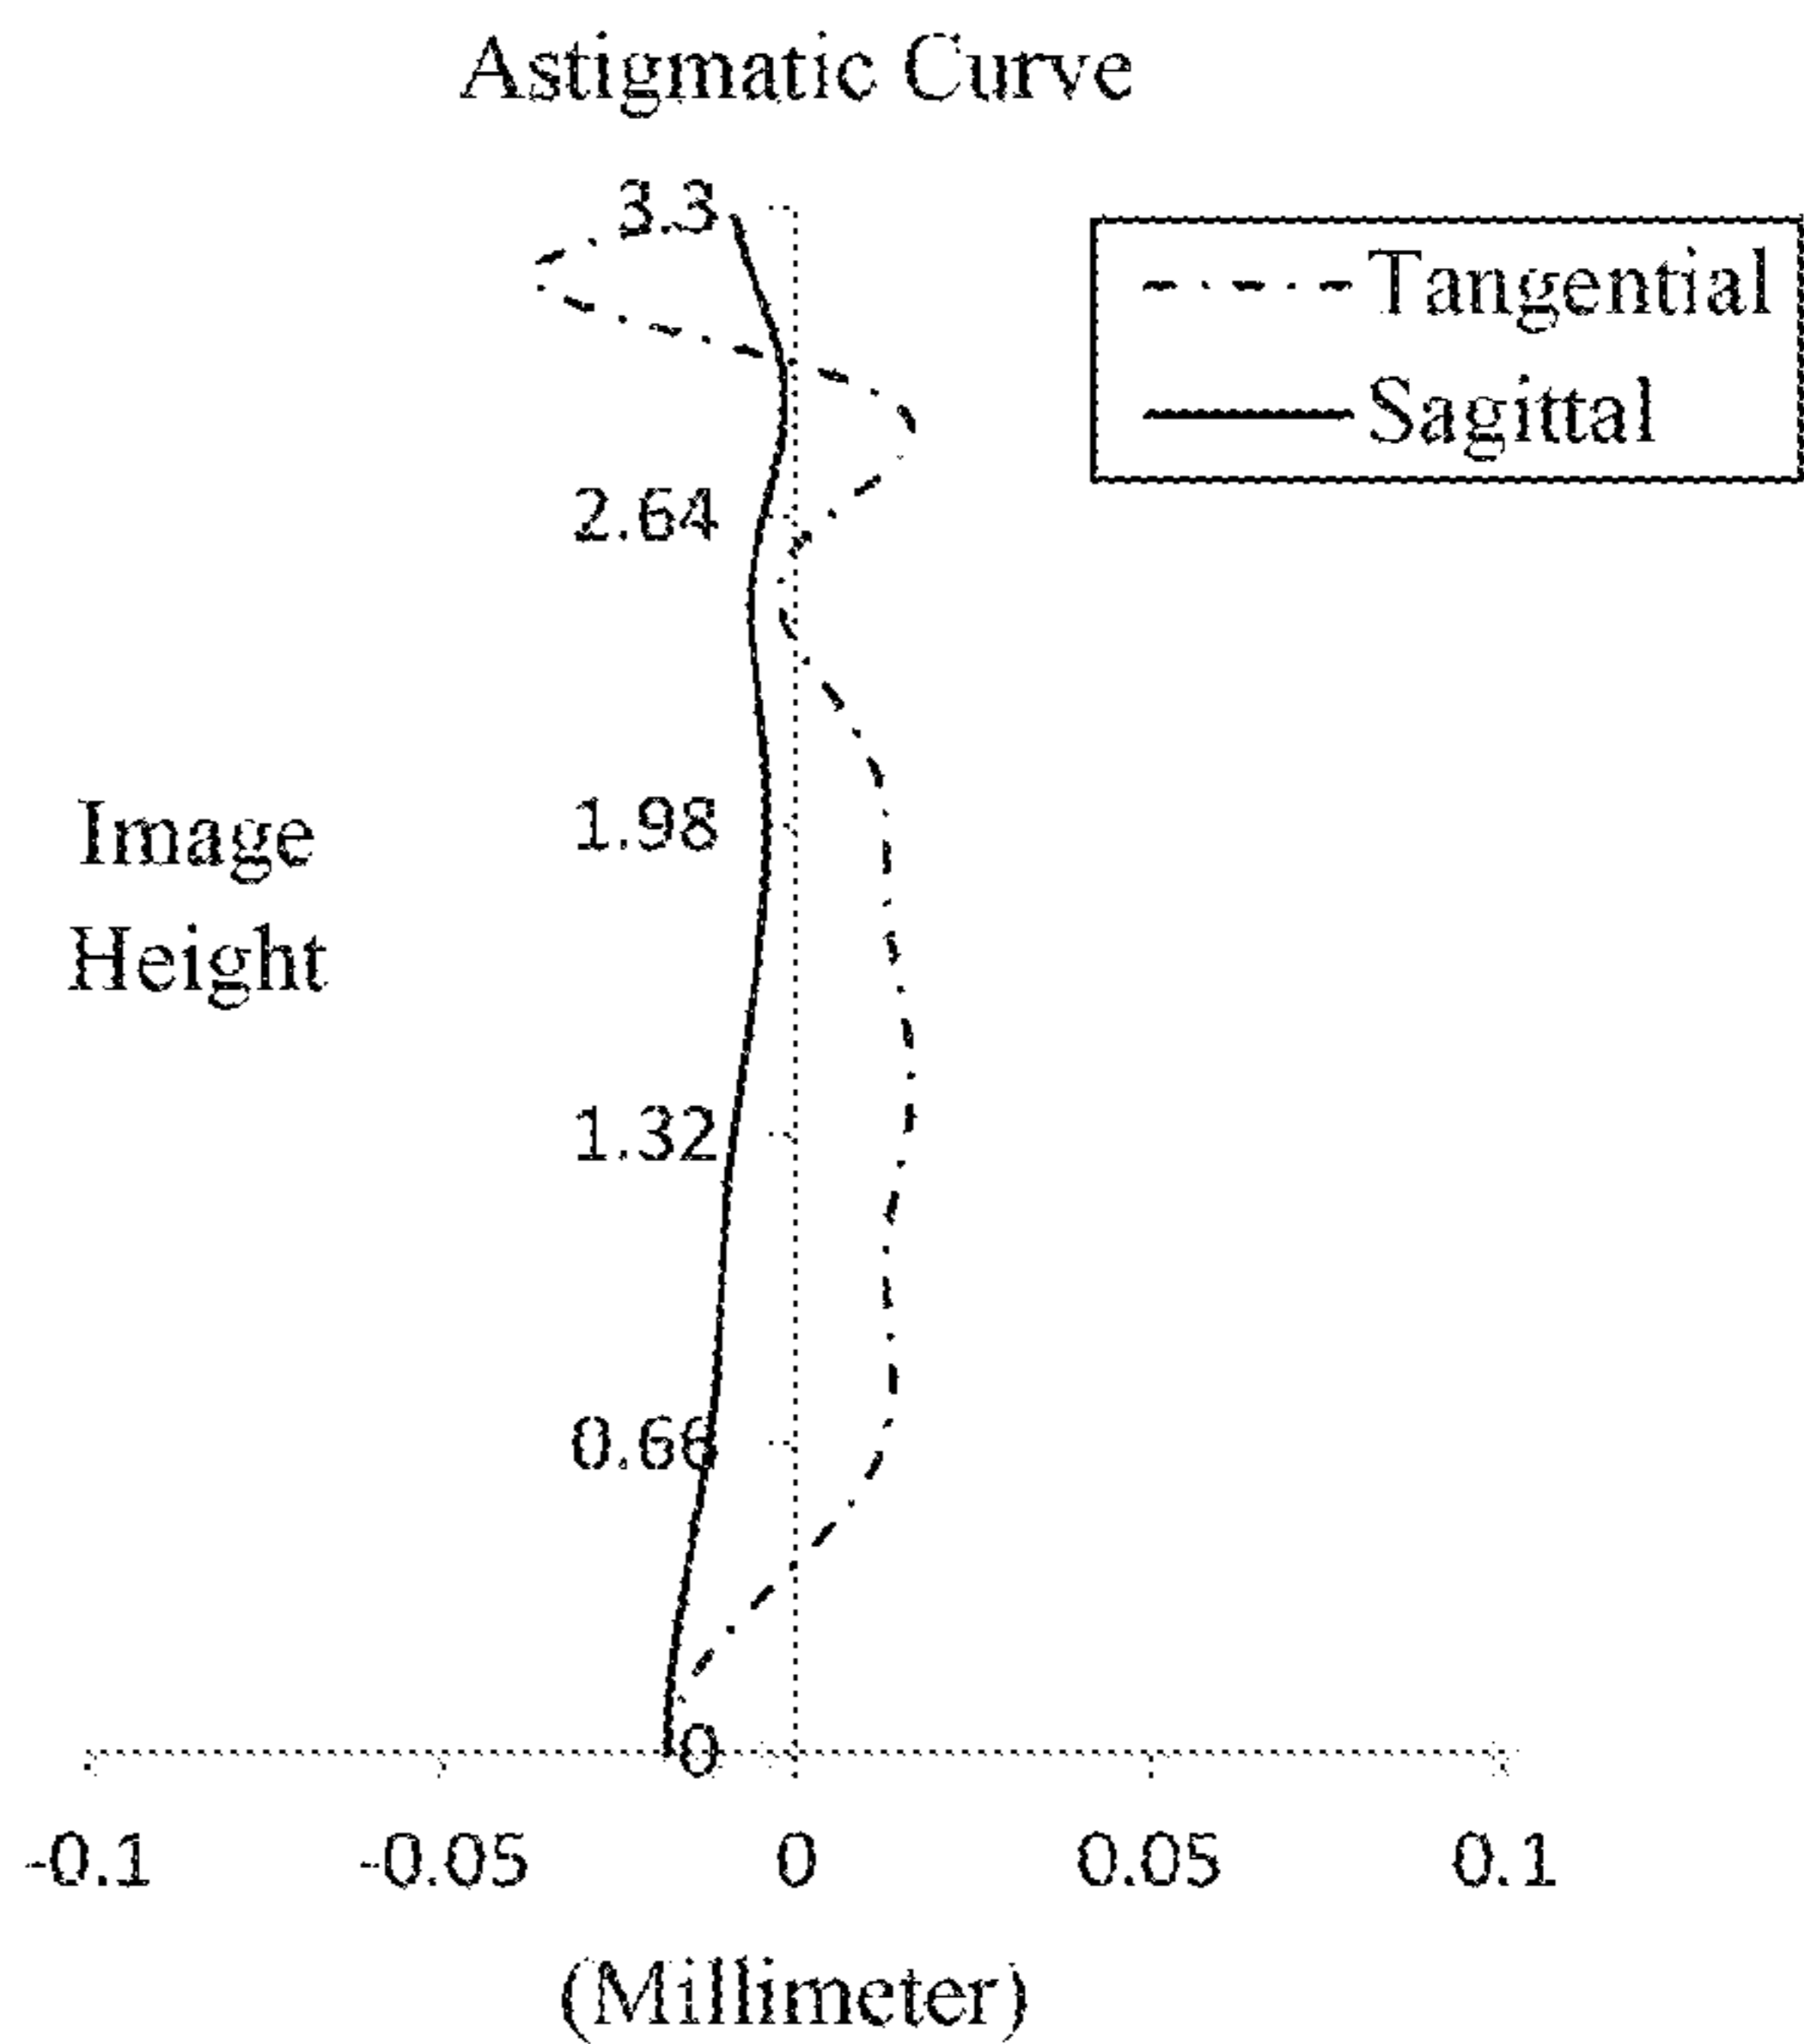 Astigmatic Curve
3.3
Tangential
Sagittal
2.64
1.98
Image
Height
1.32
0.66
0
-0.1 -0.05 0 0.05 0.1
(Millimeter)